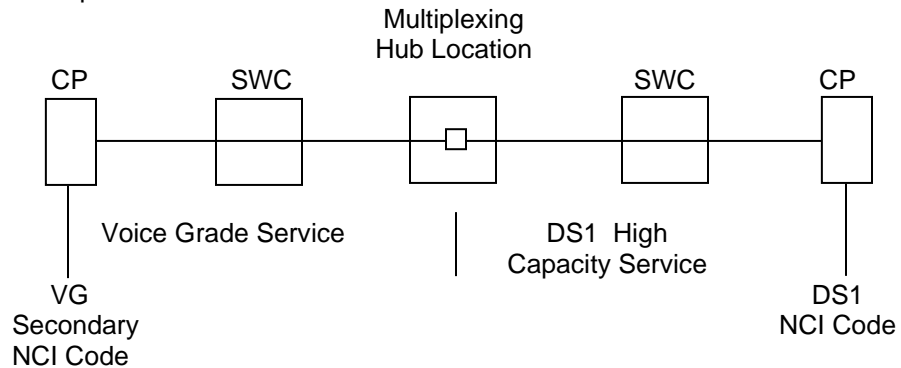 Multiplexing
Hub Location
CP
SWC
SWC
CP
Voice Grade Service
DS1 High
Capacity Service
VG
Secondary
NCI Code
DS1
NCI Code